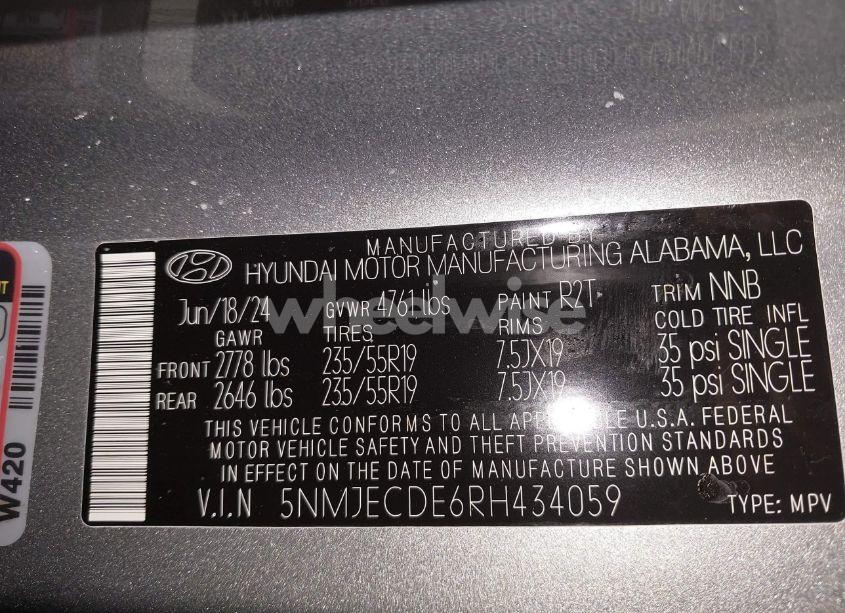 MANUFACTURED BY
HYUNDAI MOTOR MANUFACTURING ALABAMA, LLC
Jun/18/24 GVWR 4761 lbs PAINT R2T TRIM NNB
GAWR TIRES RIMS COLD TIRE INFL
FRONT 2778 lbs 235/55R19 7.5JX19 35 psi SINGLE
REAR 2646 lbs 235/55R19 7.5JX19 35 psi SINGLE
THIS VEHICLE CONFORMS TO ALL APPLICABLE U.S.A. FEDERAL
MOTOR VEHICLE SAFETY AND THEFT PREVENTION STANDARDS
IN EFFECT ON THE DATE OF MANUFACTURE SHOWN ABOVE
V.I.N 5NMJECDE6RH434059 TYPE: MPV
W420
wheelwise